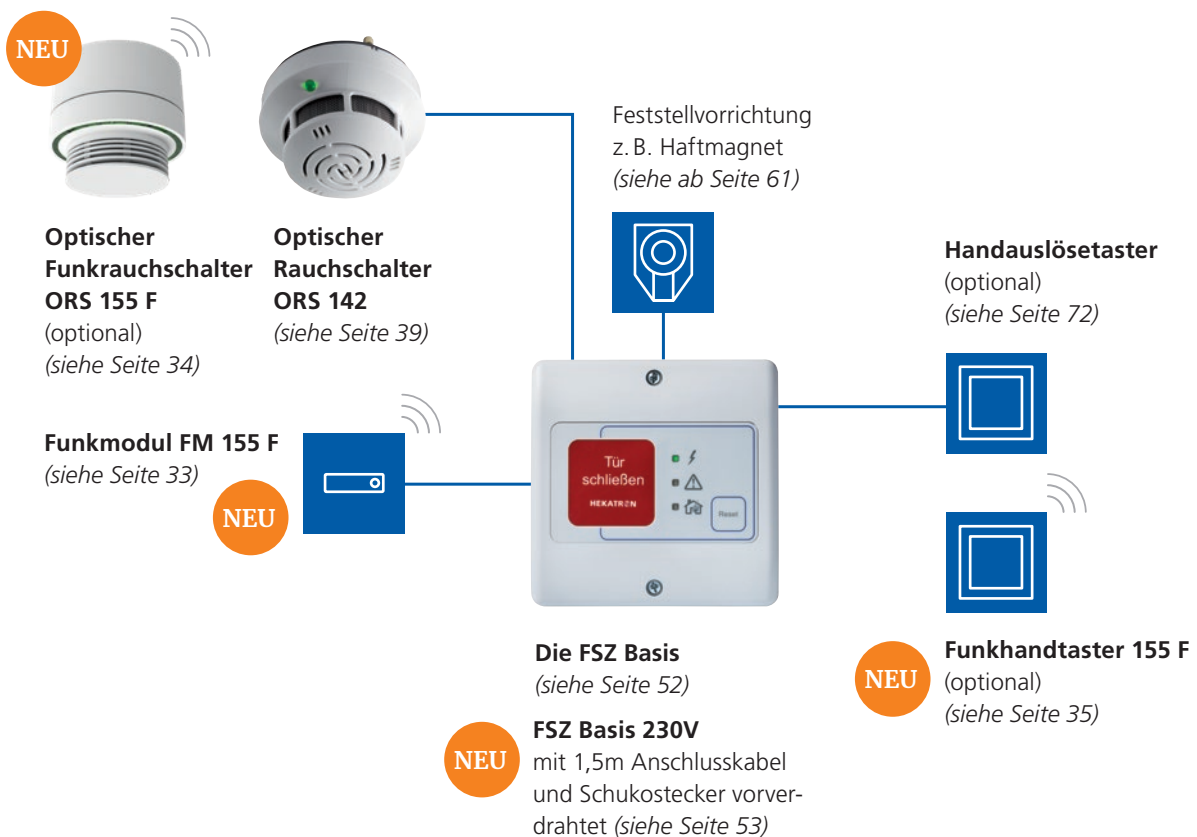 NEU
Optischer
Funkrauchschalter
ORS 155 F
(optional)
(siehe Seite 34)
Optischer
Rauchschalter
ORS 142
(siehe Seite 39)
Feststellvorrichtung
z. B. Haftmagnet
(siehe ab Seite 61)
Handauslösetaster
(optional)
(siehe Seite 72)
Funkmodul FM 155 F
(siehe Seite 33)
NEU
Tür
schließen
HEKATRON
Reset
Die FSZ Basis
(siehe Seite 52)
NEU
FSZ Basis 230V
mit 1,5m Anschlusskabel
und Schukostecker vorver-
drahtet (siehe Seite 53)
NEU
Funkhandtaster 155 F
(optional)
(siehe Seite 35)